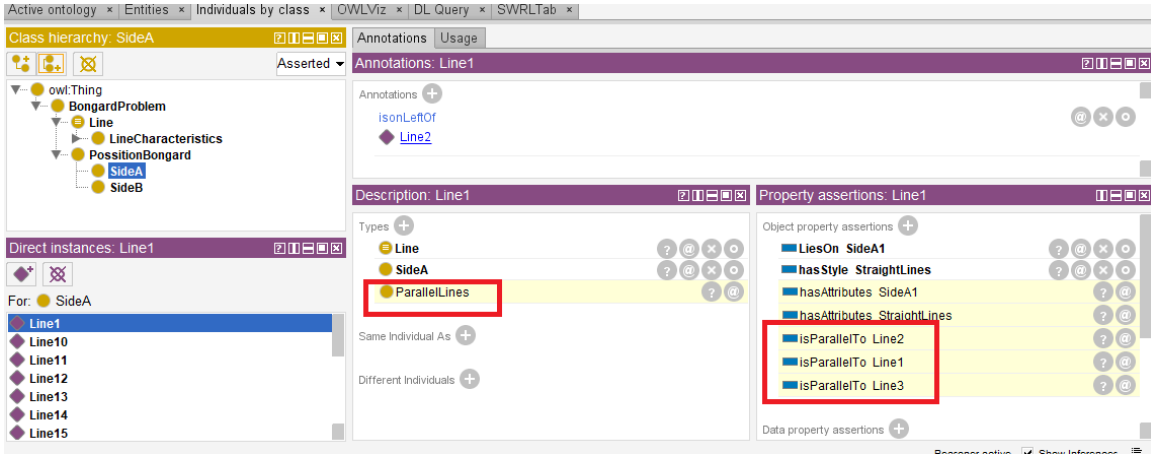 Active ontology × Entities × Individuals by class × OWLViz × DL Query × SWRLTab ×
Class hierarchy: SideA
Asserted
owl:Thing
BongardProblem
Line
LineCharacteristics
PossitionBongard
SideA
SideB
Direct instances: Line1
For: SideA
Line1
Line10
Line11
Line12
Line13
Line14
Line15
Annotations Usage
Annotations: Line1
Annotations
isonLeftOf
Line2
Description: Line1
Types
Line
SideA
ParallelLines
Same Individual As
Different Individuals
Property assertions: Line1
Object property assertions
LiesOn SideA1
hasStyle StraightLines
hasAttributes SideA1
hasAttributes StraightLines
isParallelTo Line2
isParallelTo Line1
isParallelTo Line3
Data property assertions
Reasoner active Show Inferences